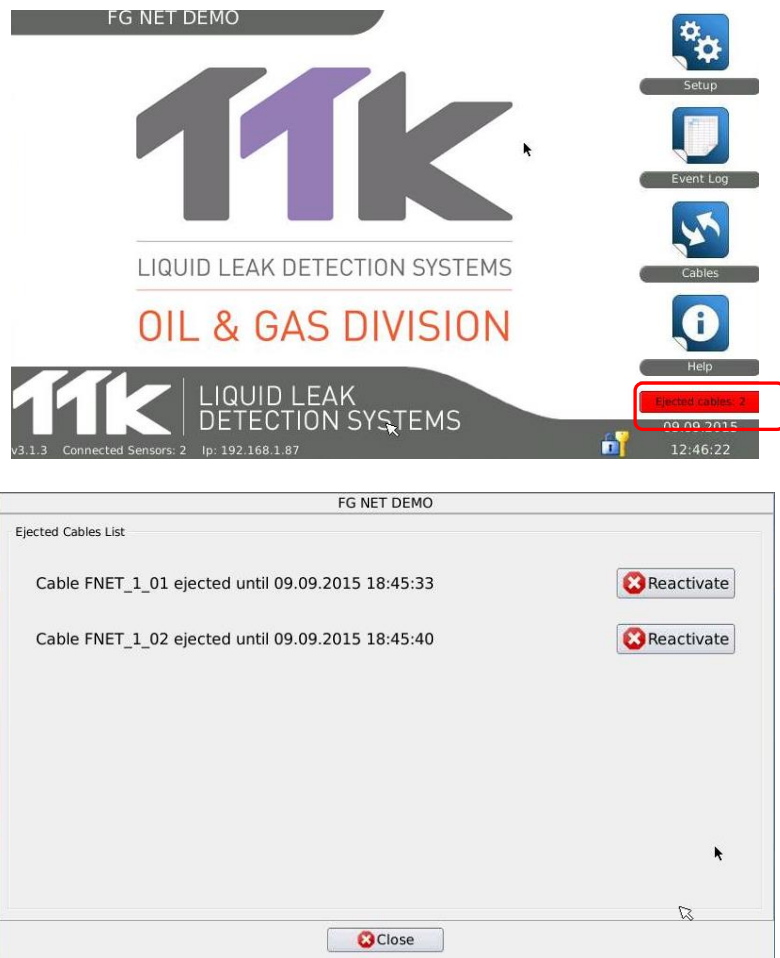 FG NET DEMO
TTK
LIQUID LEAK DETECTION SYSTEMS
OIL & GAS DIVISION
Setup
Event Log
Cables
Help
Ejected cables: 2
TTK
LIQUID LEAK
DETECTION SYSTEMS
09.09.2015
v3.1.3 Connected Sensors: 2 Ip: 192.168.1.87
12:46:22
FG NET DEMO
Ejected Cables List
Cable FNET_1_01 ejected until 09.09.2015 18:45:33
Reactivate
Cable FNET_1_02 ejected until 09.09.2015 18:45:40
Reactivate
Close